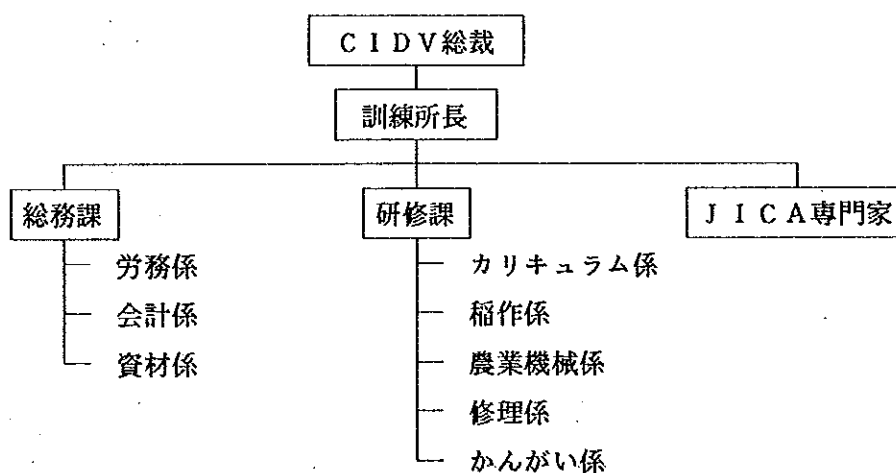 CIDV総裁
訓練所長
総務課
研修課
JICA専門家
労務係
会計係
資材係
カリキュラム係
稲作係
農業機械係
修理係
かんがい係